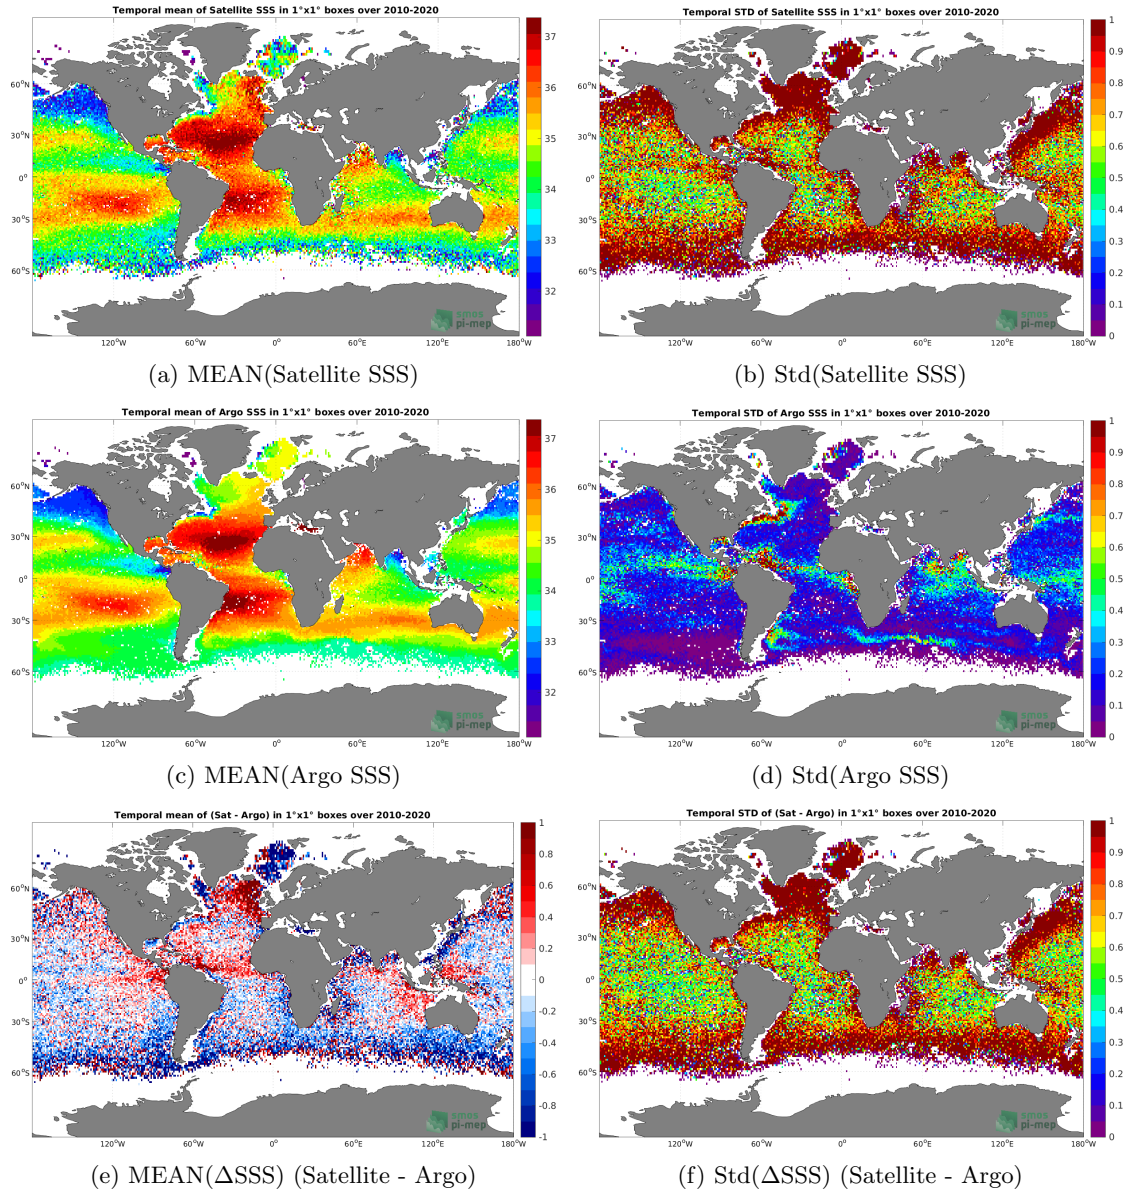 Temporal mean of Satellite SSS in 1°x1° boxes over 2010-2020
60°N
30°N
0°
30°S
60°S
120°W
60°W
0°E
60°E
120°E
180°W
37
36
35
34
33
32
smos
pi-mep
(a) MEAN(Satellite SSS)
Temporal STD of Satellite SSS in 1°x1° boxes over 2010-2020
60°N
30°N
0°
30°S
60°S
120°W
60°W
0°E
60°E
120°E
180°W
1
0.9
0.8
0.7
0.6
0.5
0.4
0.3
0.2
0.1
0
smos
pi-mep
(b) Std(Satellite SSS)
Temporal mean of Argo SSS in 1°x1° boxes over 2010-2020
60°N
30°N
0°
30°S
60°S
120°W
60°W
0°E
60°E
120°E
180°W
37
36
35
34
33
32
smos
pi-mep
(c) MEAN(Argo SSS)
Temporal STD of Argo SSS in 1°x1° boxes over 2010-2020
60°N
30°N
0°
30°S
60°S
120°W
60°W
0°E
60°E
120°E
180°W
1
0.9
0.8
0.7
0.6
0.5
0.4
0.3
0.2
0.1
0
smos
pi-mep
(d) Std(Argo SSS)
Temporal mean of (Sat - Argo) in 1°x1° boxes over 2010-2020
60°N
30°N
0°
30°S
60°S
120°W
60°W
0°E
60°E
120°E
180°W
1
0.8
0.6
0.4
0.2
0
-0.2
-0.4
-0.6
-0.8
-1
smos
pi-mep
(e) MEAN(ΔSSS) (Satellite - Argo)
Temporal STD of (Sat - Argo) in 1°x1° boxes over 2010-2020
60°N
30°N
0°
30°S
60°S
120°W
60°W
0°E
60°E
120°E
180°W
1
0.9
0.8
0.7
0.6
0.5
0.4
0.3
0.2
0.1
0
smos
pi-mep
(f) Std(ΔSSS) (Satellite - Argo)